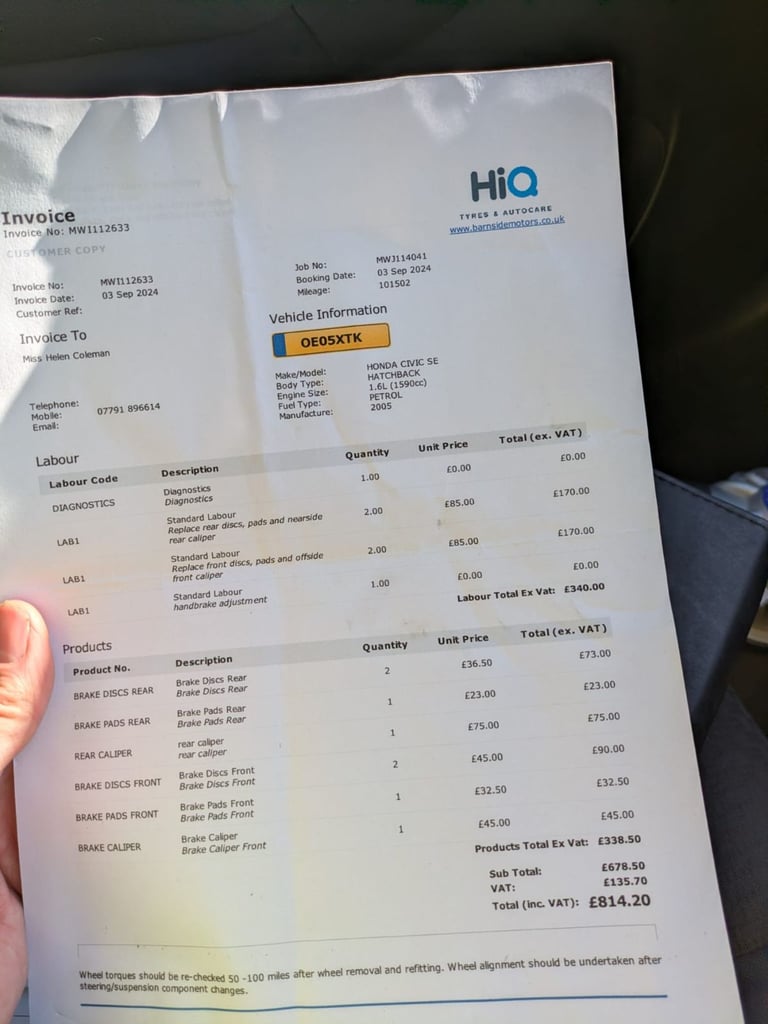 HiQ
TYRES & AUTOCARE
www.barnsidemotors.co.uk
Invoice
Invoice No: MWI112633
CUSTOMER COPY
Invoice No: MWI112633
Invoice Date: 03 Sep 2024
Customer Ref:
Job No: MWJ114041
Booking Date: 03 Sep 2024
Mileage: 101502
Invoice To
Miss Helen Coleman
Telephone:
Mobile: 07791 896614
Email:
Vehicle Information
OE05XTK
Make/Model: HONDA CIVIC SE
Body Type: HATCHBACK
Engine Size: 1.6L (1590cc)
Fuel Type: PETROL
Manufacture: 2005
Labour
Labour Code Description Quantity Unit Price Total (ex. VAT)
DIAGNOSTICS Diagnostics 1.00 £0.00 £0.00
Diagnostics
LAB1 Standard Labour 2.00 £85.00 £170.00
Replace rear discs, pads and nearside
rear caliper
LAB1 Standard Labour 2.00 £85.00 £170.00
Replace front discs, pads and offside
front caliper
LAB1 Standard Labour 1.00 £0.00 £0.00
handbrake adjustment
Labour Total Ex Vat: £340.00
Products
Product No. Description Quantity Unit Price Total (ex. VAT)
BRAKE DISCS REAR Brake Discs Rear 2 £36.50 £73.00
Brake Discs Rear
BRAKE PADS REAR Brake Pads Rear 1 £23.00 £23.00
Brake Pads Rear
REAR CALIPER rear caliper 1 £75.00 £75.00
rear caliper
BRAKE DISCS FRONT Brake Discs Front 2 £45.00 £90.00
Brake Discs Front
BRAKE PADS FRONT Brake Pads Front 1 £32.50 £32.50
Brake Pads Front
BRAKE CALIPER Brake Caliper 1 £45.00 £45.00
Brake Caliper Front
Products Total Ex Vat: £338.50
Sub Total: £678.50
VAT: £135.70
Total (inc. VAT): £814.20
Wheel torques should be re-checked 50 -100 miles after wheel removal and refitting. Wheel alignment should be undertaken after
steering/suspension component changes.